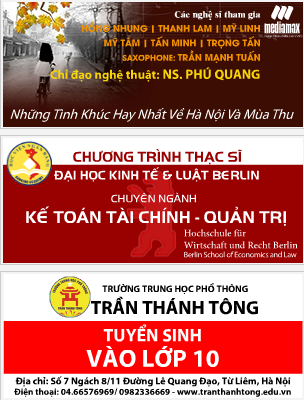 Các nghệ sĩ tham gia
HỒNG NHUNG | THANH LAM | MỸ LINH
MỸ TÂM | TẤN MINH | TRỌNG TẤN
SAXOPHONE: TRẦN MẠNH TUẤN
Chỉ đạo nghệ thuật: NS. PHÚ QUANG
mediamax
Những Tình Khúc Hay Nhất Về Hà Nội Và Mùa Thu
CHƯƠNG TRÌNH THẠC SĨ
ĐẠI HỌC KINH TẾ & LUẬT BERLIN
CHUYÊN NGÀNH
KẾ TOÁN TÀI CHÍNH - QUẢN TRỊ
Hochschule für
Wirtschaft und Recht Berlin
Berlin School of Economics and Law
TRƯỜNG TRUNG HỌC PHỔ THÔNG
TRẦN THÁNH TÔNG
TUYỂN SINH
VÀO LỚP 10
Địa chỉ: Số 7 Ngách 8/11 Đường Lê Quang Đạo, Từ Liêm, Hà Nội
Điện thoại: 04.66576969/ 0982336669 - www.tranthanhtong.edu.vn